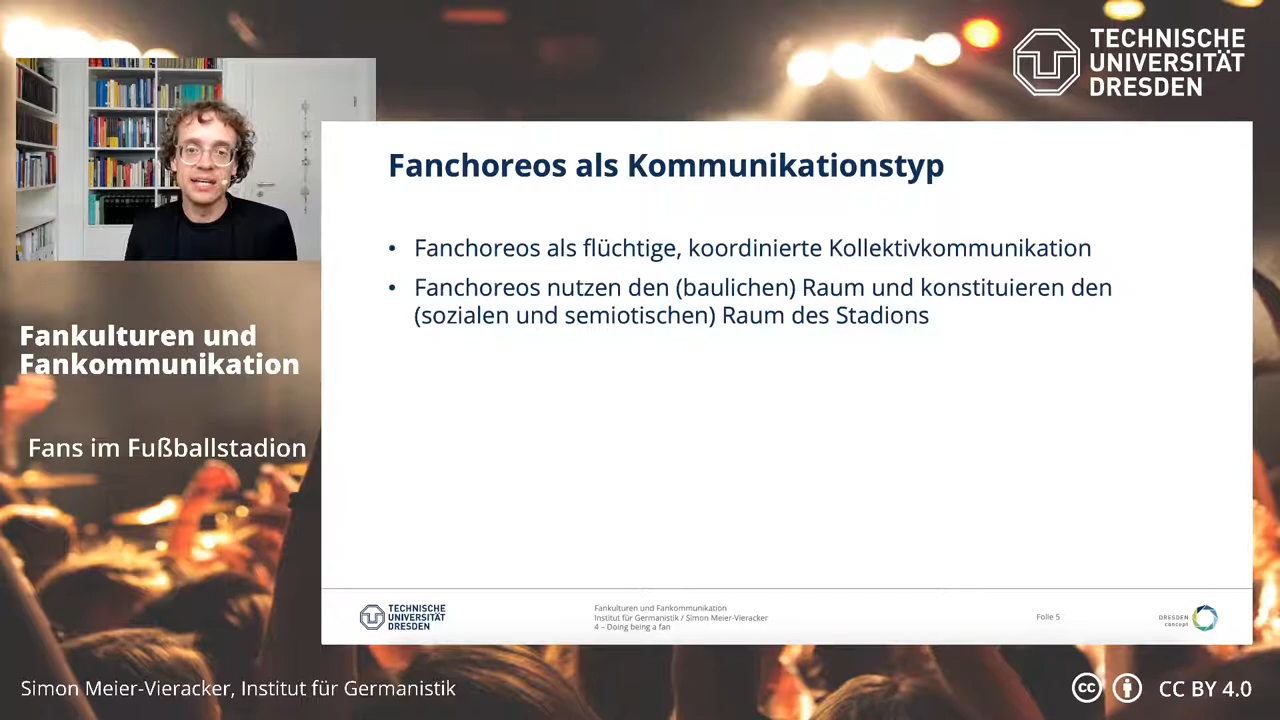 TECHNISCHE
UNIVERSITÄT
DRESDEN
Fanchoreos als Kommunikationstyp
• Fanchoreos als flüchtige, koordinierte Kollektivkommunikation
• Fanchoreos nutzen den (baulichen) Raum und konstituieren den
(sozialen und semiotischen) Raum des Stadions
Fankulturen und
Fankommunikation
Fans im Fußballstadion
TECHNISCHE
UNIVERSITÄT
DRESDEN
Fankulturen und Fankommunikation
Institut für Germanistik / Simon Meier-Vieracker
4 – Doing being a fan
Folie 5
DRESDEN
concept
Simon Meier-Vieracker, Institut für Germanistik
cc CC BY 4.0